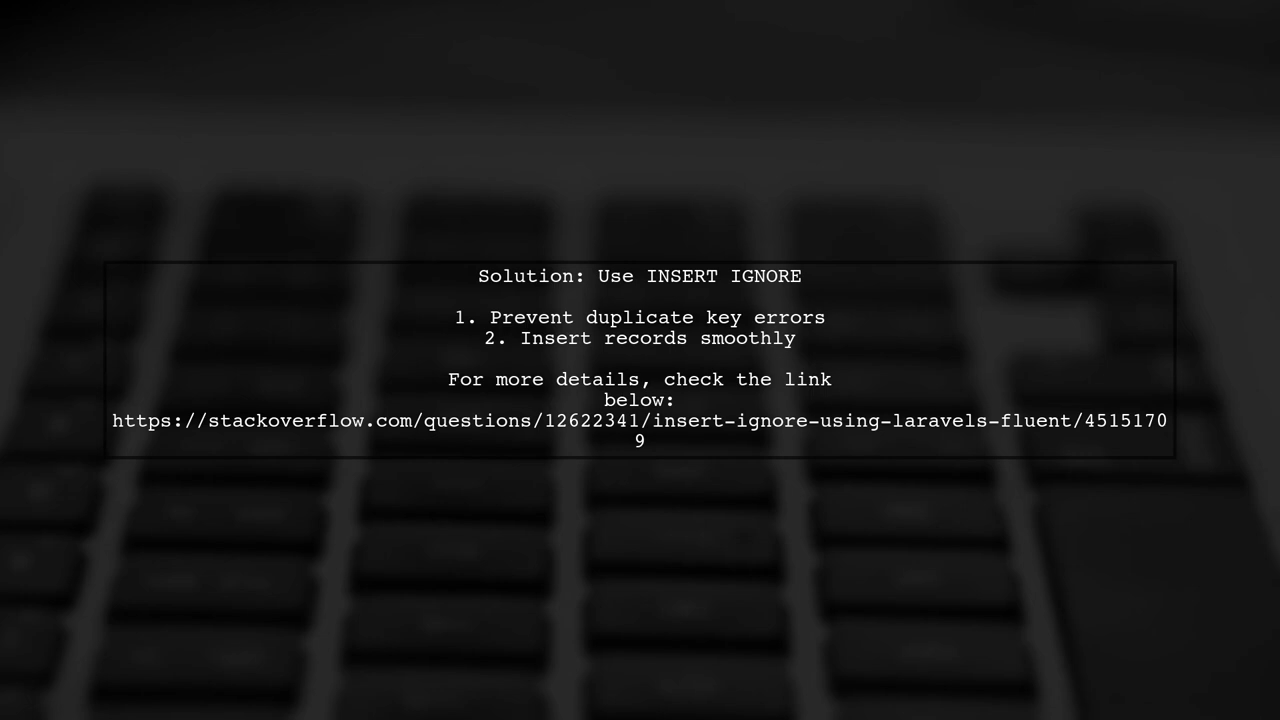 Solution: Use INSERT IGNORE
1. Prevent duplicate key errors
2. Insert records smoothly
For more details, check the link
below:
https://stackoverflow.com/questions/12622341/insert-ignore-using-laravels-fluent/4515170
9